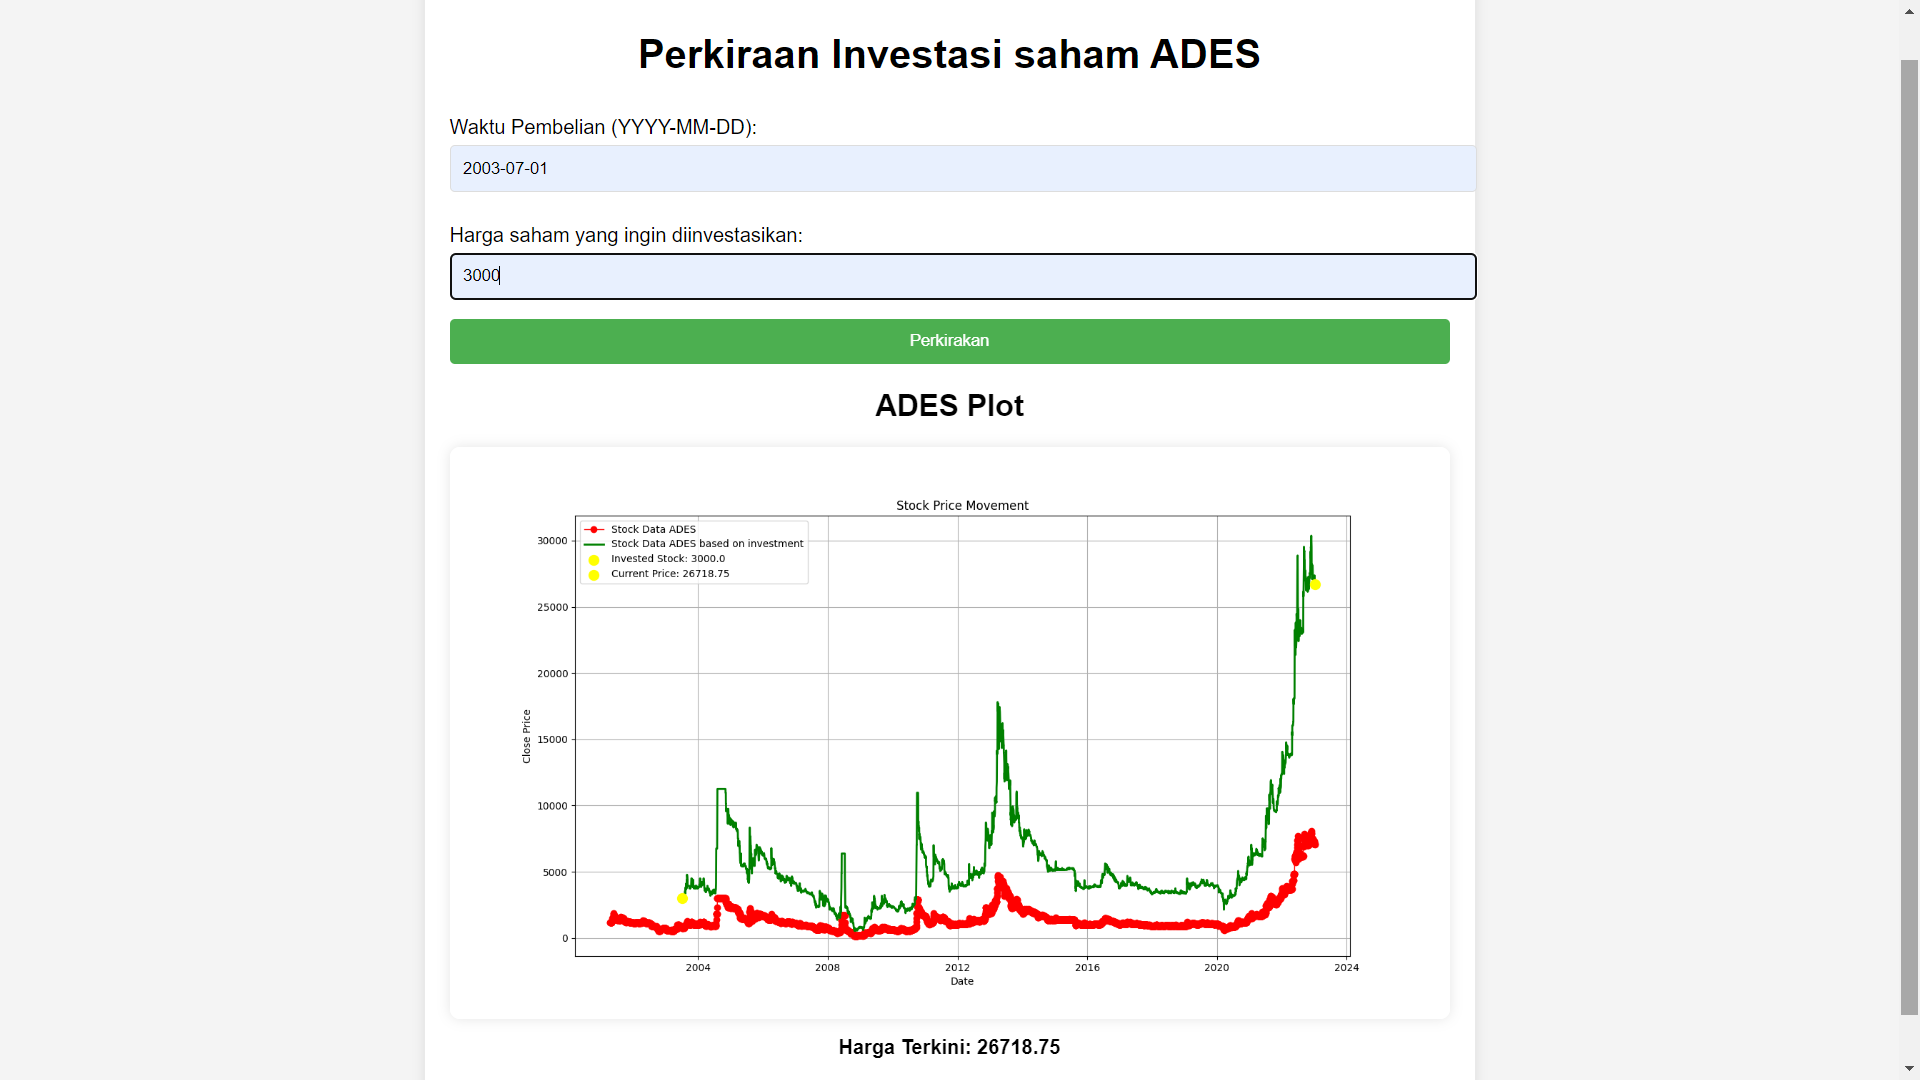 Perkiraan Investasi saham ADES
Waktu Pembelian (YYYY-MM-DD):
2003-07-01
Harga saham yang ingin diinvestasikan:
3000
Perkirakan
ADES Plot
Stock Price Movement
Stock Data ADES
Stock Data ADES based on investment
Invested Stock: 3000.0
Current Price: 26718.75
30000
25000
20000
15000
10000
5000
0
Close Price
2004 2008 2012 2016 2020 2024
Date
Harga Terkini: 26718.75